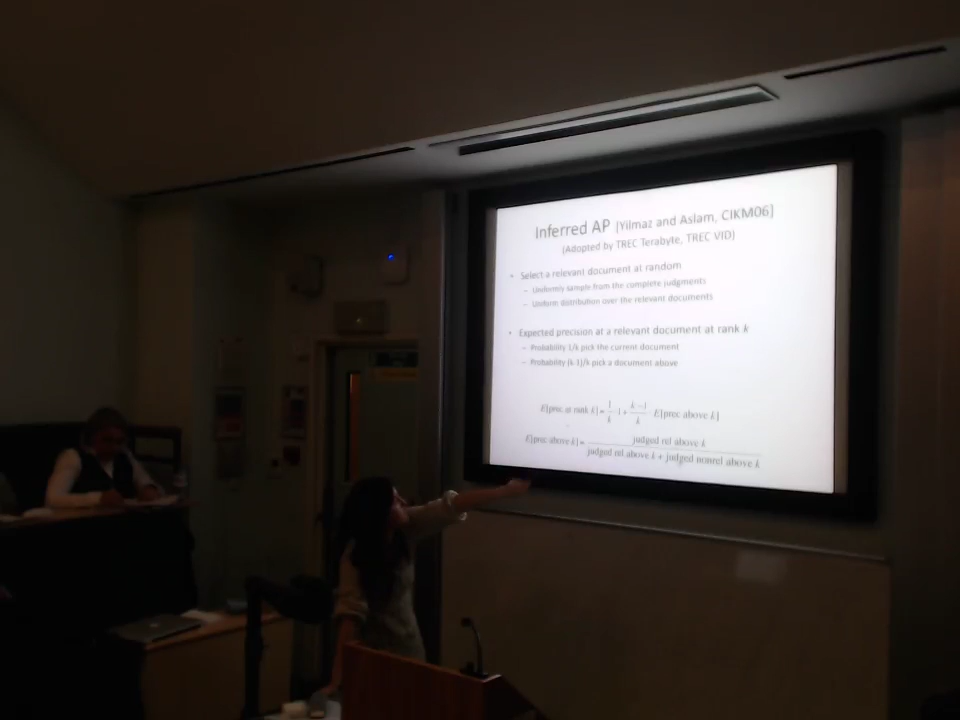 Inferred AP [Yilmaz and Aslam, CIKM06]
(Adopted by TREC Terabyte, TREC VID)
• Select a relevant document at random
– Uniformly sample from the complete judgments
– Uniform distribution over the relevant documents
• Expected precision at a relevant document at rank k
– Probability 1/k pick the current document
– Probability (k-1)/k pick a document above
E[prec at rank k] = 1/k · 1 + k−1/k · E[prec above k]
E[prec above k] = judged rel above k / judged rel above k + judged nonrel above k